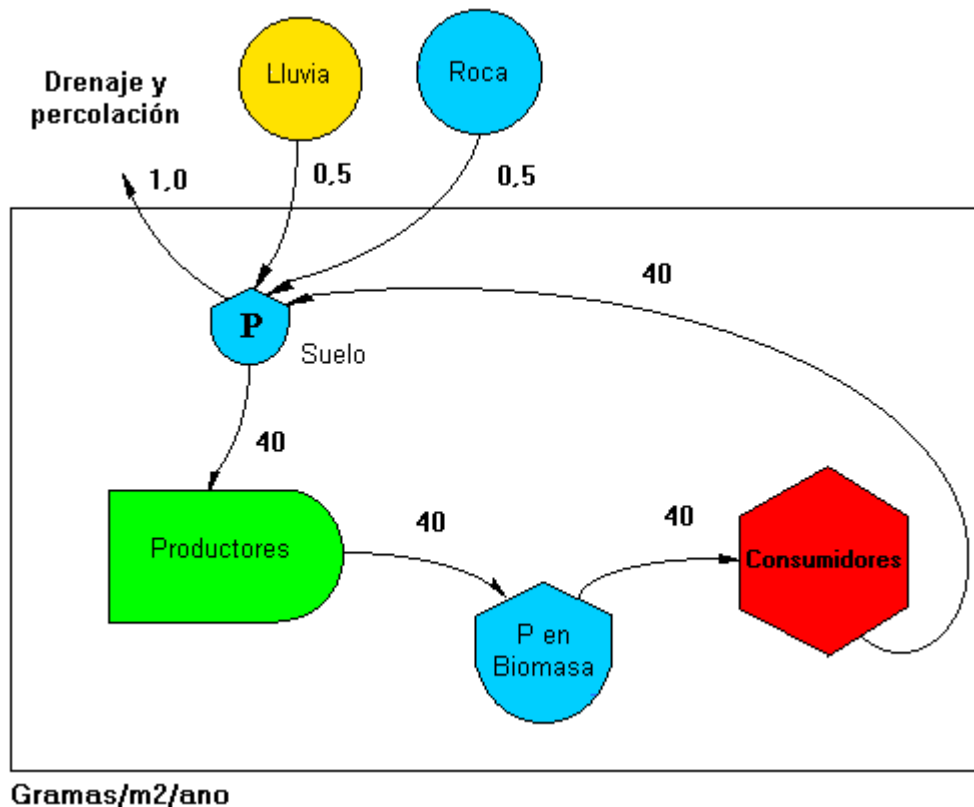 Lluvia
Roca
Drenaje y
percolación
1,0
0,5
0,5
40
P
Suelo
40
Productores
40
40
Consumidores
P en
Biomasa
Gramas/m2/ano